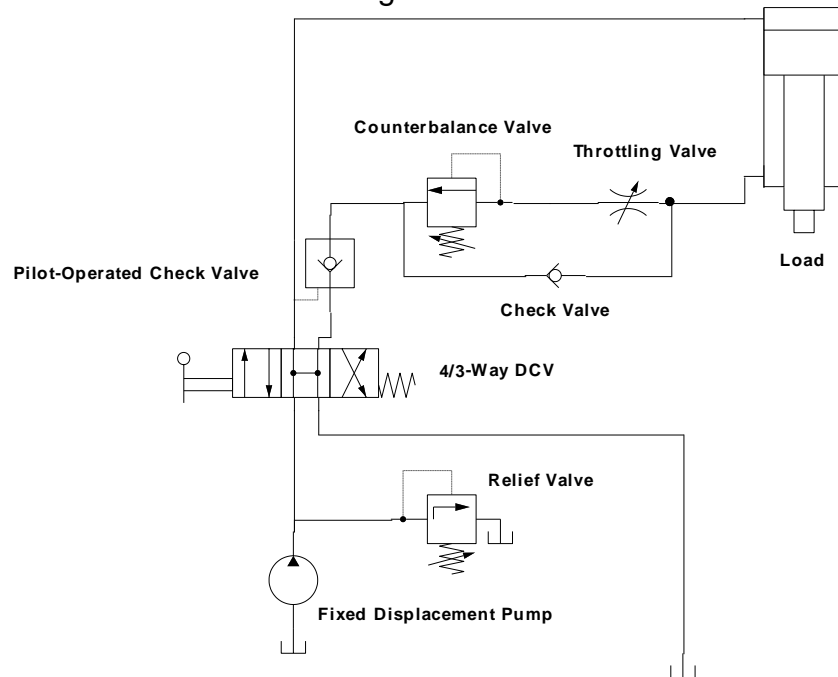 Counterbalance Valve
Throttling Valve
Pilot-Operated Check Valve
Load
Check Valve
4/3-Way DCV
Relief Valve
Fixed Displacement Pump